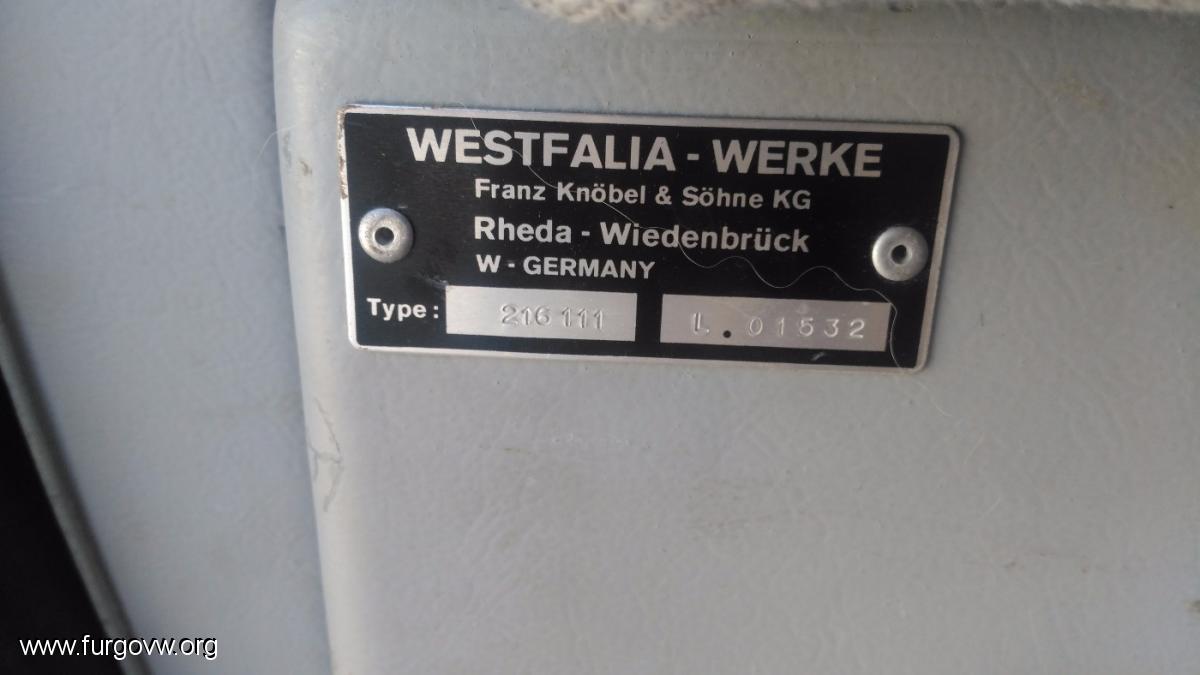 WESTFALIA - WERKE
Franz Knöbel & Söhne KG
Rheda - Wiedenbrück
W - GERMANY
Type: 216 111 L. 01532
www.furgovw.org